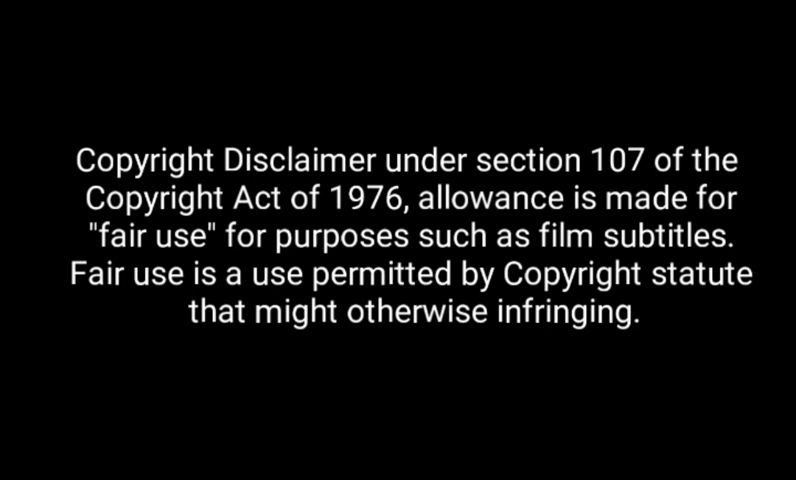 Copyright Disclaimer under section 107 of the
Copyright Act of 1976, allowance is made for
"fair use" for purposes such as film subtitles.
Fair use is a use permitted by Copyright statute
that might otherwise infringing.